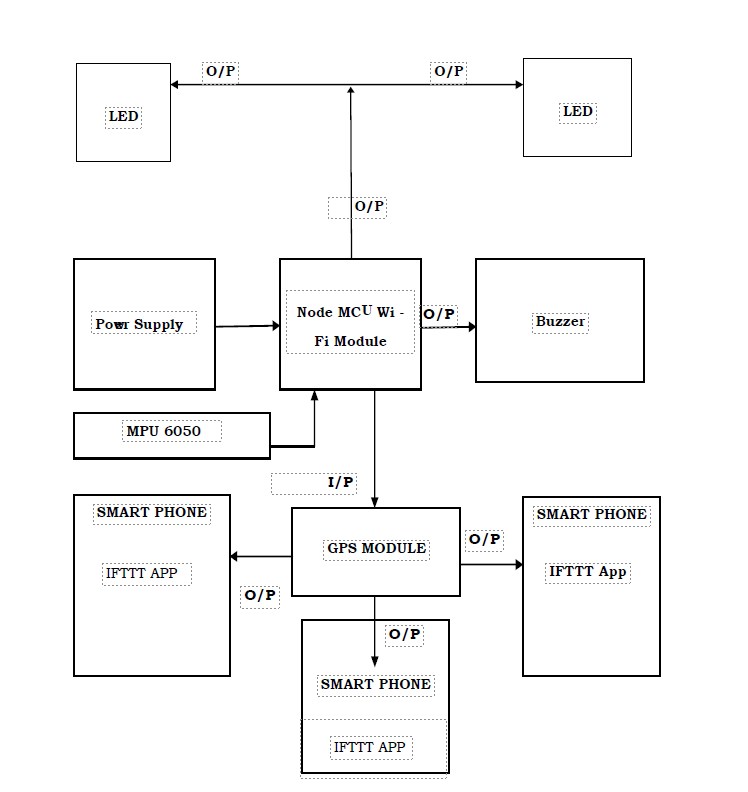 O/P
O/P
LED
LED
O/P
Power Supply
Node MCU Wi -
Fi Module
O/P
Buzzer
MPU 6050
I/P
SMART PHONE
IFTTT APP
GPS MODULE
O/P
SMART PHONE
IFTTT App
O/P
O/P
SMART PHONE
IFTTT APP